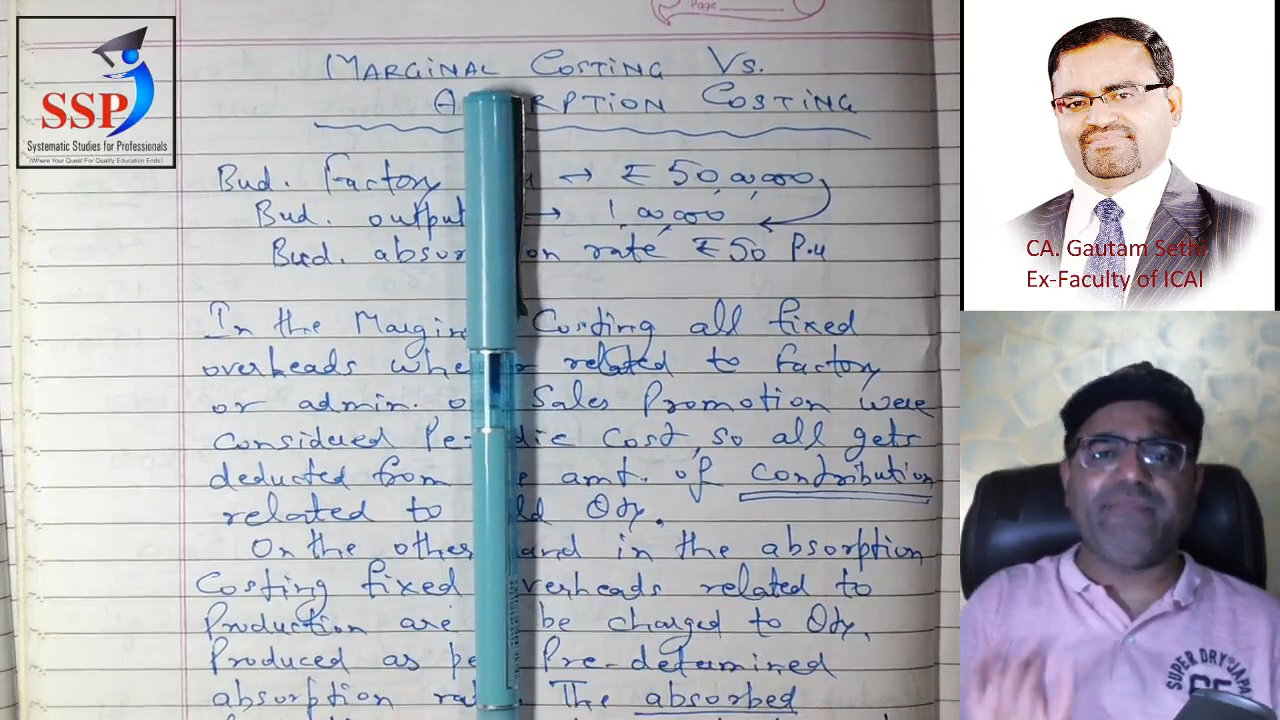 Page
SSP
Systematic Studies for Professionals
(Where Your Quest For Quality Education Ends)
MARGINAL COSTING Vs.
A RPTION COSTING
Bud. Factory → ₹ 50,00,000
Bud. output → 1,00,000
Bud. absor on rate ₹50 P.u
In the Margin Costing all fixed
overheads whe r related to Factory
or admin. o Sales Promotion were
considered Pe dic Cost, so all gets
deducted from e amt. of contribution
related to ld Qty.
On the other and in the absorption
Costing fixed verheads related to
Production are be charged to Qty.
Produced as pe Pre-detemined
absorption ra The absorbed
CA. Gautam Sethi
Ex-Faculty of ICAI
SUPER DRY JAPA